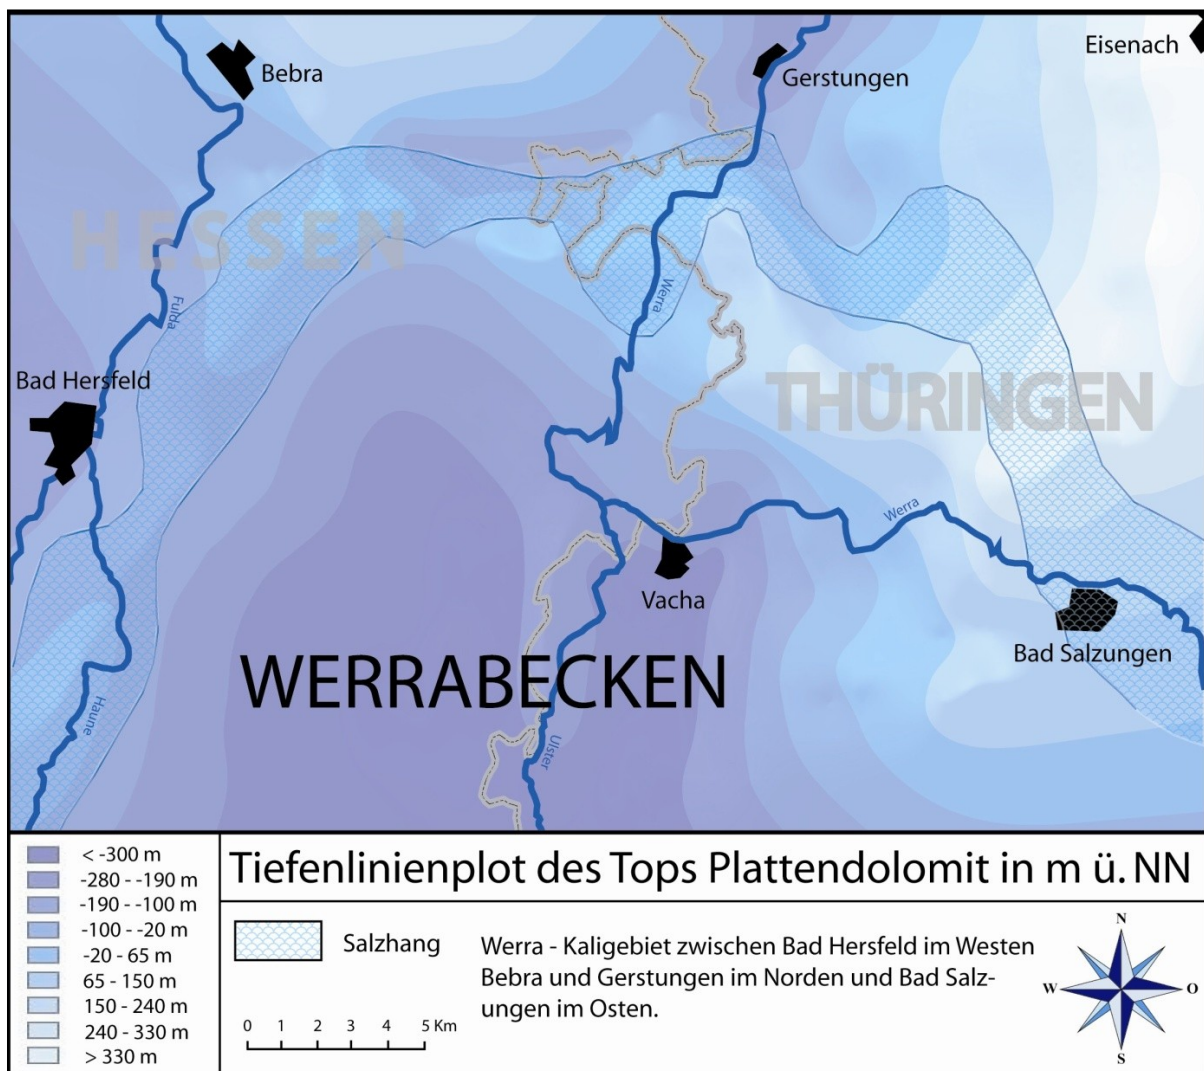 Eisenach
Bebra
Gerstungen
HESSEN
Fulda
Werra
Bad Hersfeld
THÜRINGEN
Werra
Vacha
Bad Salzungen
WERRABECKEN
Haune
Ulster
< -300 m
-280 - -190 m
-190 - -100 m
-100 - -20 m
-20 - 65 m
65 - 150 m
150 - 240 m
240 - 330 m
> 330 m
Tiefenlinienplot des Tops Plattendolomit in m ü. NN
Salzhang
0 1 2 3 4 5 Km
Werra - Kaligebiet zwischen Bad Hersfeld im Westen
Bebra und Gerstungen im Norden und Bad Salz-
ungen im Osten.
N
W
O
S